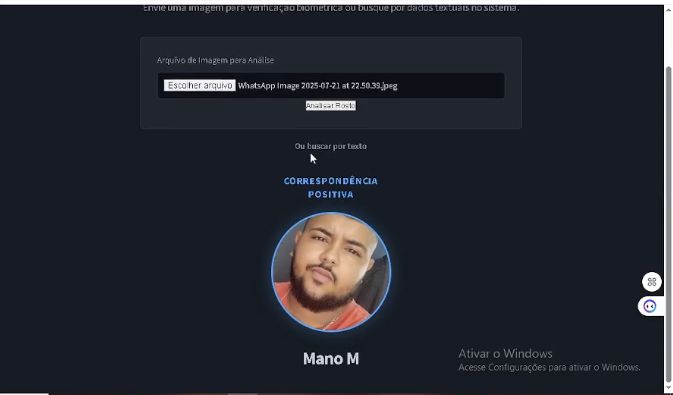 Envie uma imagem para verificação biométrica ou busque por dados textuais no sistema.
Arquivo de Imagem para Análise
Escolher arquivo WhatsApp Image 2025-07-21 at 22.50.39.jpeg
Analisar Rosto
Ou buscar por texto
CORRESPONDÊNCIA
POSITIVA
Mano M
Ativar o Windows
Acesse Configurações para ativar o Windows.